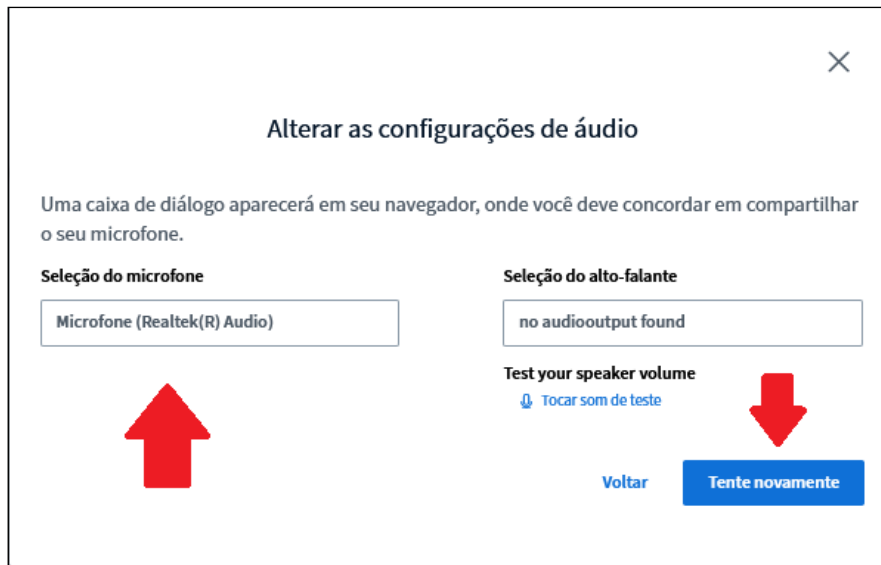 Alterar as configurações de áudio
Uma caixa de diálogo aparecerá em seu navegador, onde você deve concordar em compartilhar
o seu microfone.
Seleção do microfone
Microfone (Realtek(R) Audio)
Seleção do alto-falante
no audiooutput found
Test your speaker volume
Tocar som de teste
Voltar
Tente novamente